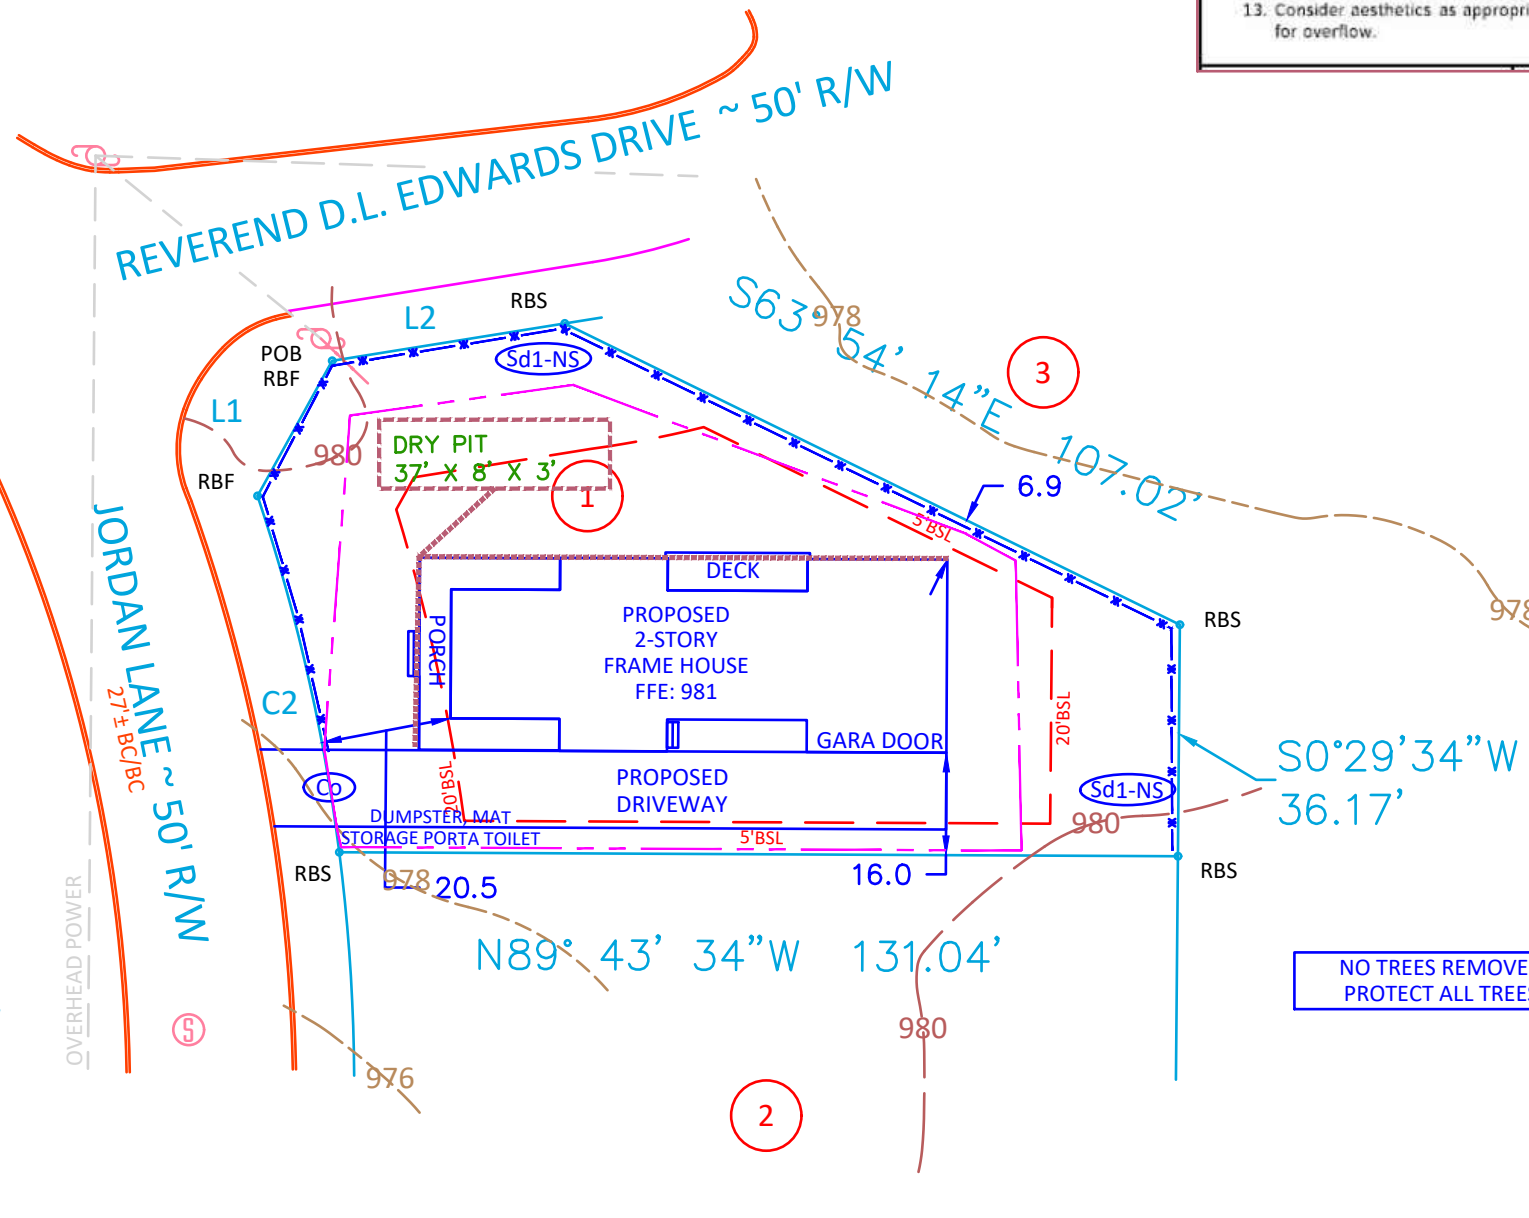 13. Consider aesthetics as appropri
for overflow.
REVEREND D.L. EDWARDS DRIVE ~ 50' R/W
RBS
L2
POB
RBF
Sd1-NS
S63° 54' 14"E 107.02'
978
3
L1
980
RBF
DRY PIT
37' X 8' X 3'
1
6.9
5'BSL
JORDAN LANE ~ 50' R/W
27'± BC/BC
DECK
PORCH
PROPOSED
2-STORY
FRAME HOUSE
FFE: 981
978
RBS
C2
GARA DOOR
20'BSL
S0°29'34"W
36.17'
Co
20'BSL
PROPOSED
DRIVEWAY
Sd1-NS
DUMPSTER, MAT
STORAGE PORTA TOILET
5'BSL
980
RBS
978
20.5
16.0
RBS
OVERHEAD POWER
N89° 43' 34"W 131.04'
NO TREES REMOVE
PROTECT ALL TREES
S
980
976
2